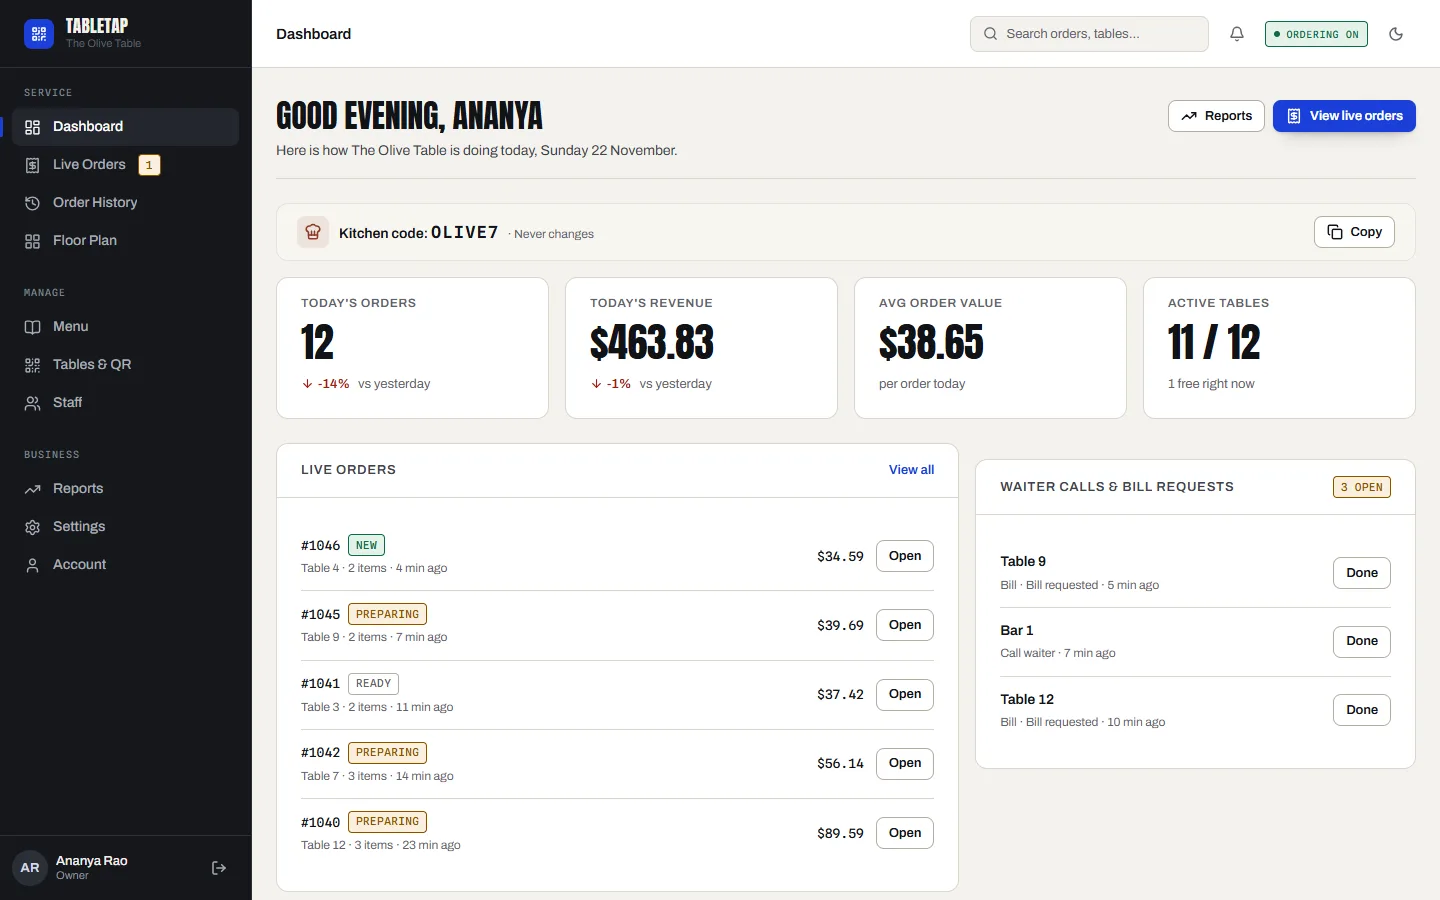 TABLETAP
The Olive Table
SERVICE
Dashboard
Live Orders 1
Order History
Floor Plan
MANAGE
Menu
Tables & QR
Staff
BUSINESS
Reports
Settings
Account
AR
Ananya Rao
Owner
Dashboard
Search orders, tables...
ORDERING ON
GOOD EVENING, ANANYA
Here is how The Olive Table is doing today, Sunday 22 November.
Reports
View live orders
Kitchen code: OLIVE7 · Never changes
Copy
TODAY'S ORDERS
12
↓ -14% vs yesterday
TODAY'S REVENUE
$463.83
↓ -1% vs yesterday
AVG ORDER VALUE
$38.65
per order today
ACTIVE TABLES
11 / 12
1 free right now
LIVE ORDERS View all
#1046 NEW
Table 4 · 2 items · 4 min ago
$34.59 Open
#1045 PREPARING
Table 9 · 2 items · 7 min ago
$39.69 Open
#1041 READY
Table 3 · 2 items · 11 min ago
$37.42 Open
#1042 PREPARING
Table 7 · 3 items · 14 min ago
$56.14 Open
#1040 PREPARING
Table 12 · 3 items · 23 min ago
$89.59 Open
WAITER CALLS & BILL REQUESTS 3 OPEN
Table 9
Bill · Bill requested · 5 min ago
Done
Bar 1
Call waiter · 7 min ago
Done
Table 12
Bill · Bill requested · 10 min ago
Done